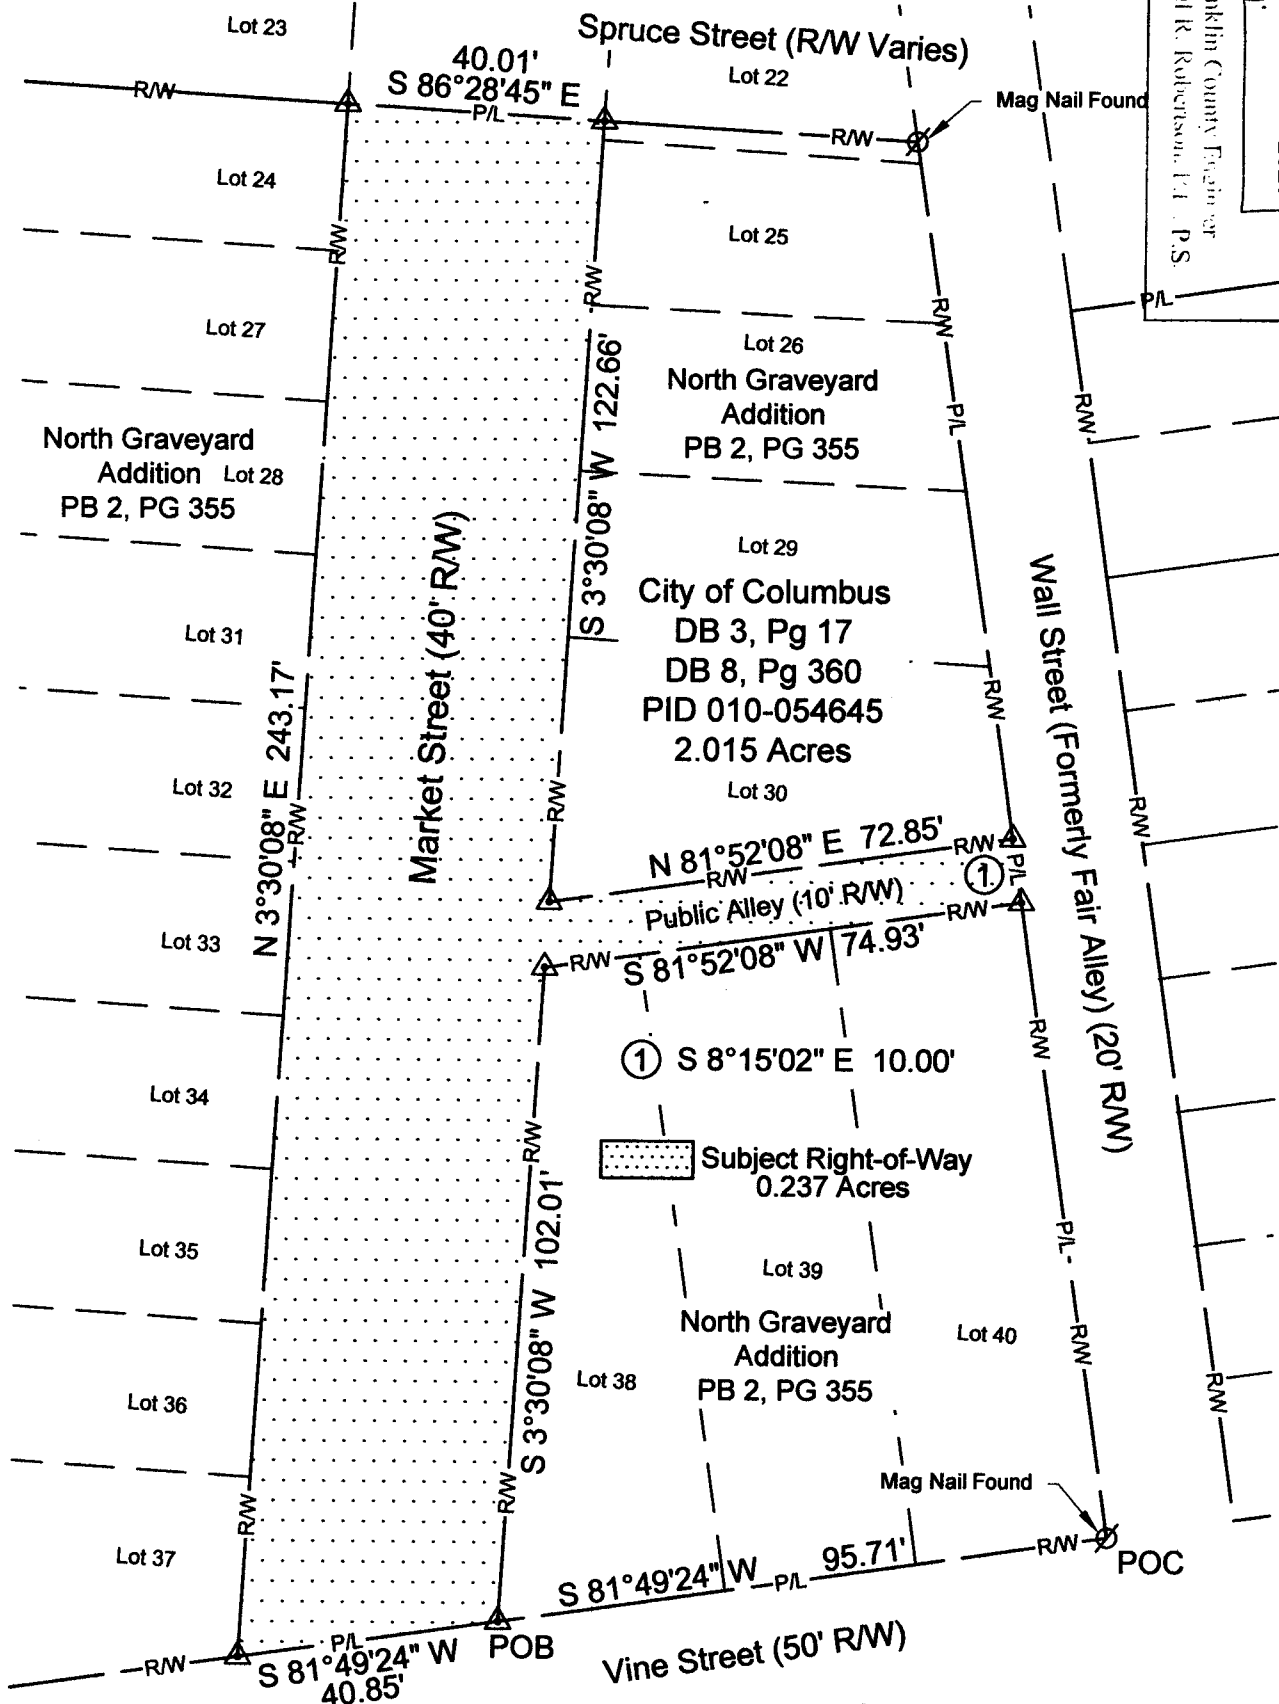 Lot 23
Spruce Street (R/W Varies)
40.01'
S 86°28'45" E
Lot 22
R/W
P/L
R/W
Mag Nail Found
nklin County Engineer
R. Robertson, P.E., P.S.
Lot 24
Lot 25
R/W
R/W
R/W
P/L
Lot 27
Lot 26
North Graveyard
Addition
PB 2, PG 355
S 3°30'08" W 122.66'
P/L
R/W
North Graveyard
Addition Lot 28
PB 2, PG 355
Market Street (40' R/W)
Lot 29
City of Columbus
DB 3, Pg 17
DB 8, Pg 360
PID 010-054645
2.015 Acres
Wall Street (Formerly Fair Alley) (20' R/W)
Lot 31
N 3°30'08" E 243.17'
R/W
R/W
Lot 32
Lot 30
R/W
R/W
N 81°52'08" E 72.85'
R/W
R/W
P/L
1
Public Alley (10' R/W)
R/W
Lot 33
R/W
S 81°52'08" W 74.93'
R/W
1 S 8°15'02" E 10.00'
Lot 34
R/W
Subject Right-of-Way
0.237 Acres
S 3°30'08" W 102.01'
P/L
Lot 35
Lot 39
North Graveyard
Addition
PB 2, PG 355
Lot 40
R/W
Lot 38
Lot 36
R/W
Mag Nail Found
R/W
R/W
Lot 37
S 81°49'24" W 95.71'
P/L
R/W
POC
POB
P/L
R/W
S 81°49'24" W
40.85'
Vine Street (50' R/W)